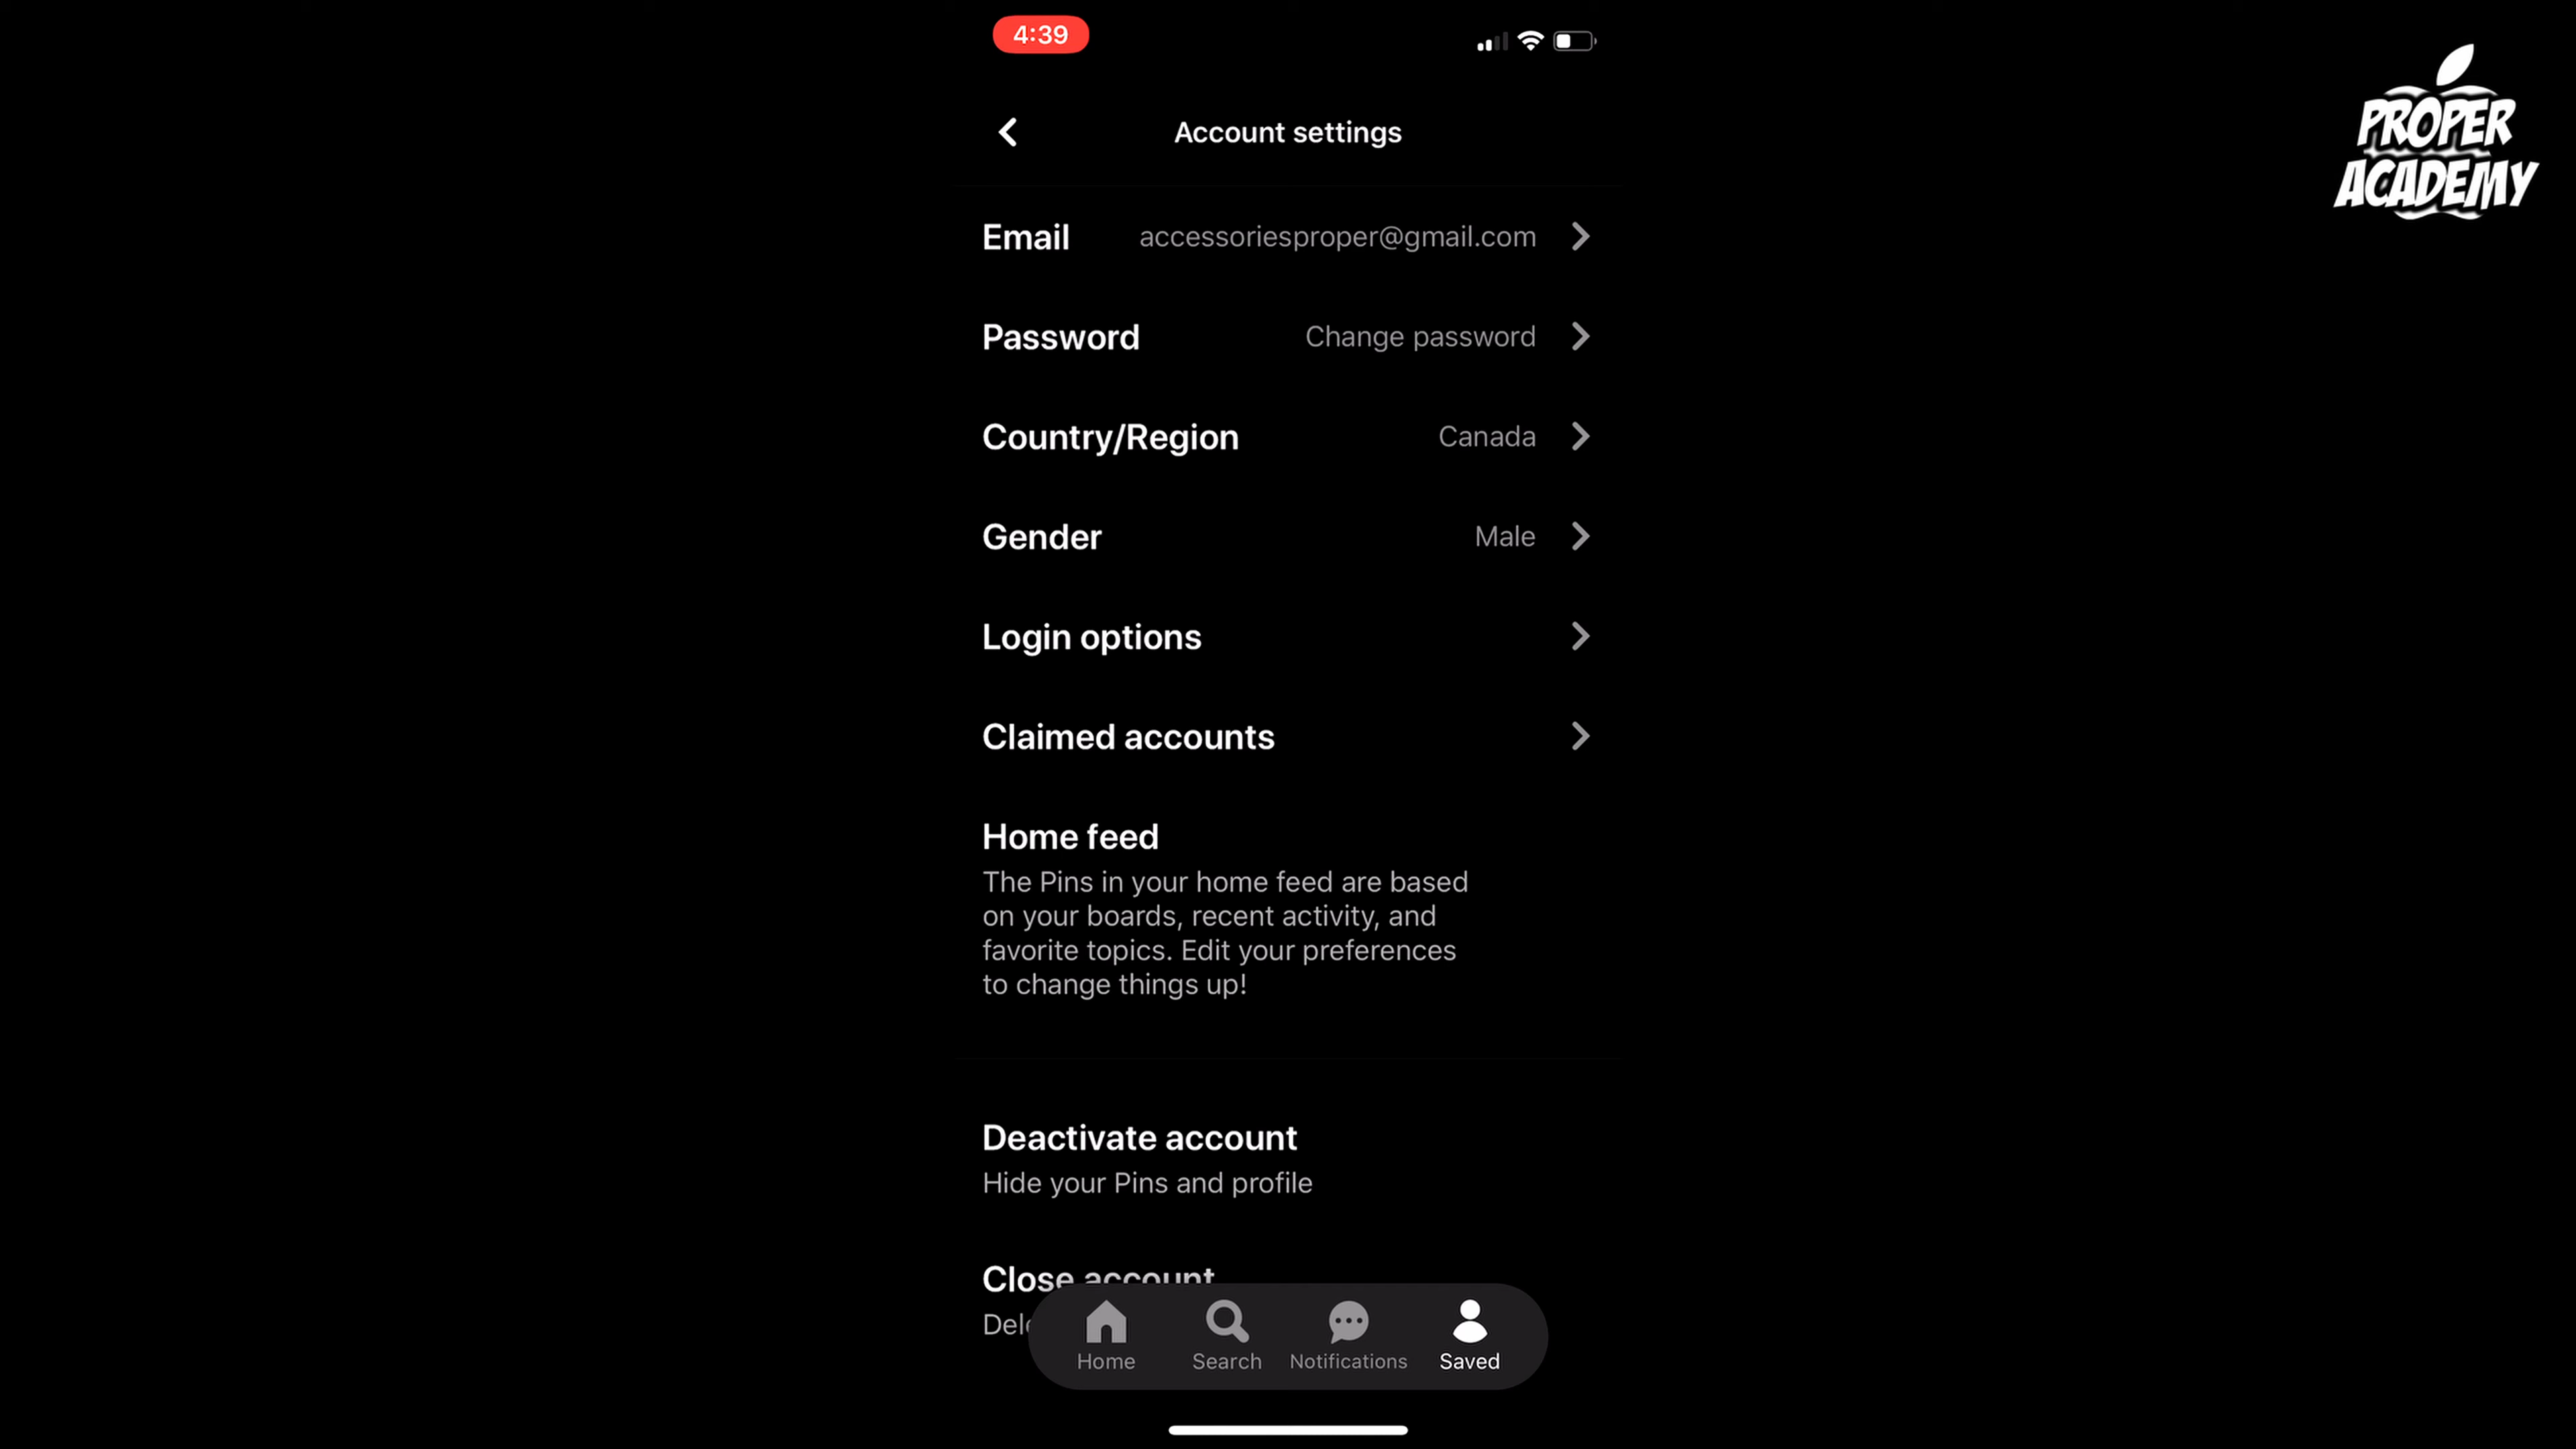 4:39
PROPER
ACADEMY
Account settings
Email accessoriesproper@gmail.com
Password Change password
Country/Region Canada
Gender Male
Login options
Claimed accounts
Home feed
The Pins in your home feed are based
on your boards, recent activity, and
favorite topics. Edit your preferences
to change things up!
Deactivate account
Hide your Pins and profile
Close account
Home Search Notifications Saved